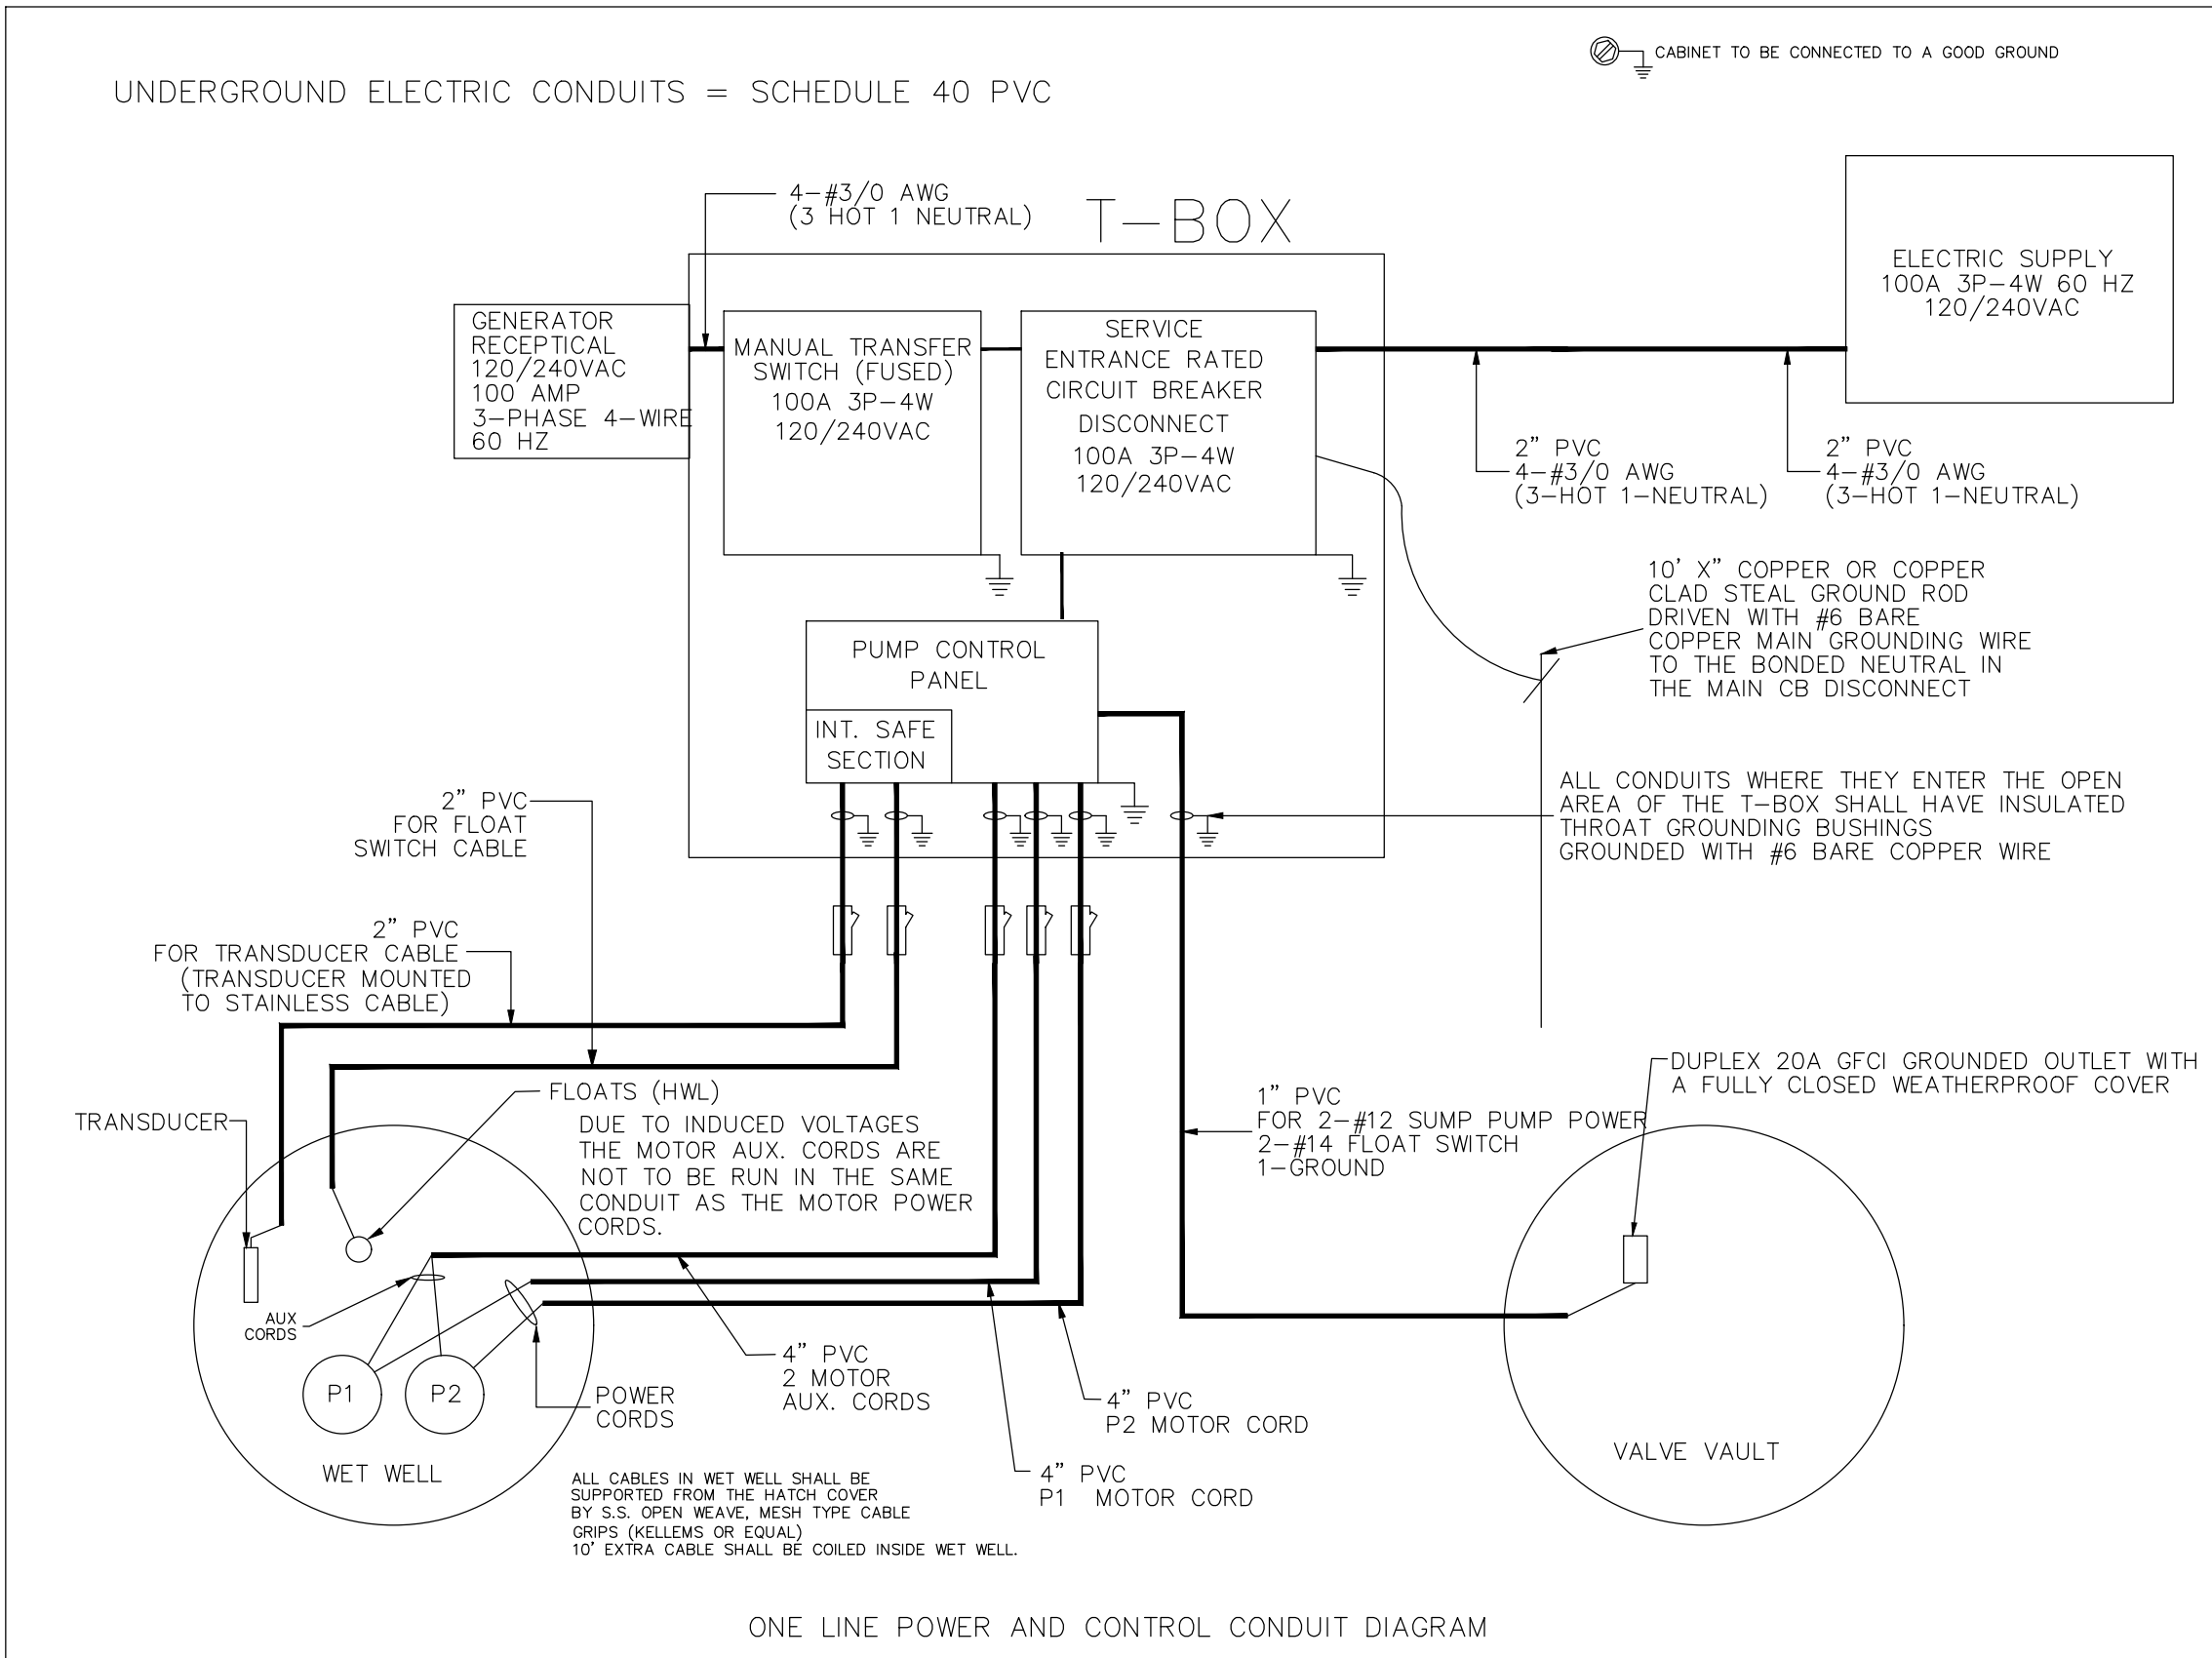 CABINET TO BE CONNECTED TO A GOOD GROUND
UNDERGROUND ELECTRIC CONDUITS = SCHEDULE 40 PVC
4-#3/0 AWG
(3 HOT 1 NEUTRAL)
T-BOX
ELECTRIC SUPPLY
100A 3P-4W 60 HZ
120/240VAC
GENERATOR
RECEPTICAL
120/240VAC
100 AMP
3-PHASE 4-WIRE
60 HZ
MANUAL TRANSFER
SWITCH (FUSED)
100A 3P-4W
120/240VAC
SERVICE
ENTRANCE RATED
CIRCUIT BREAKER
DISCONNECT
100A 3P-4W
120/240VAC
2" PVC
4-#3/0 AWG
(3-HOT 1-NEUTRAL)
2" PVC
4-#3/0 AWG
(3-HOT 1-NEUTRAL)
10' X" COPPER OR COPPER
CLAD STEAL GROUND ROD
DRIVEN WITH #6 BARE
COPPER MAIN GROUNDING WIRE
TO THE BONDED NEUTRAL IN
THE MAIN CB DISCONNECT
PUMP CONTROL
PANEL
INT. SAFE
SECTION
ALL CONDUITS WHERE THEY ENTER THE OPEN
AREA OF THE T-BOX SHALL HAVE INSULATED
THROAT GROUNDING BUSHINGS
GROUNDED WITH #6 BARE COPPER WIRE
2" PVC
FOR FLOAT
SWITCH CABLE
2" PVC
FOR TRANSDUCER CABLE
(TRANSDUCER MOUNTED
TO STAINLESS CABLE)
FLOATS (HWL)
TRANSDUCER
DUE TO INDUCED VOLTAGES
THE MOTOR AUX. CORDS ARE
NOT TO BE RUN IN THE SAME
CONDUIT AS THE MOTOR POWER
CORDS.
1" PVC
FOR 2-#12 SUMP PUMP POWER
2-#14 FLOAT SWITCH
1-GROUND
DUPLEX 20A GFCI GROUNDED OUTLET WITH
A FULLY CLOSED WEATHERPROOF COVER
AUX
CORDS
P1
P2
POWER
CORDS
4" PVC
2 MOTOR
AUX. CORDS
4" PVC
P2 MOTOR CORD
4" PVC
P1 MOTOR CORD
WET WELL
VALVE VAULT
ALL CABLES IN WET WELL SHALL BE
SUPPORTED FROM THE HATCH COVER
BY S.S. OPEN WEAVE, MESH TYPE CABLE
GRIPS (KELLEMS OR EQUAL)
10' EXTRA CABLE SHALL BE COILED INSIDE WET WELL.
ONE LINE POWER AND CONTROL CONDUIT DIAGRAM